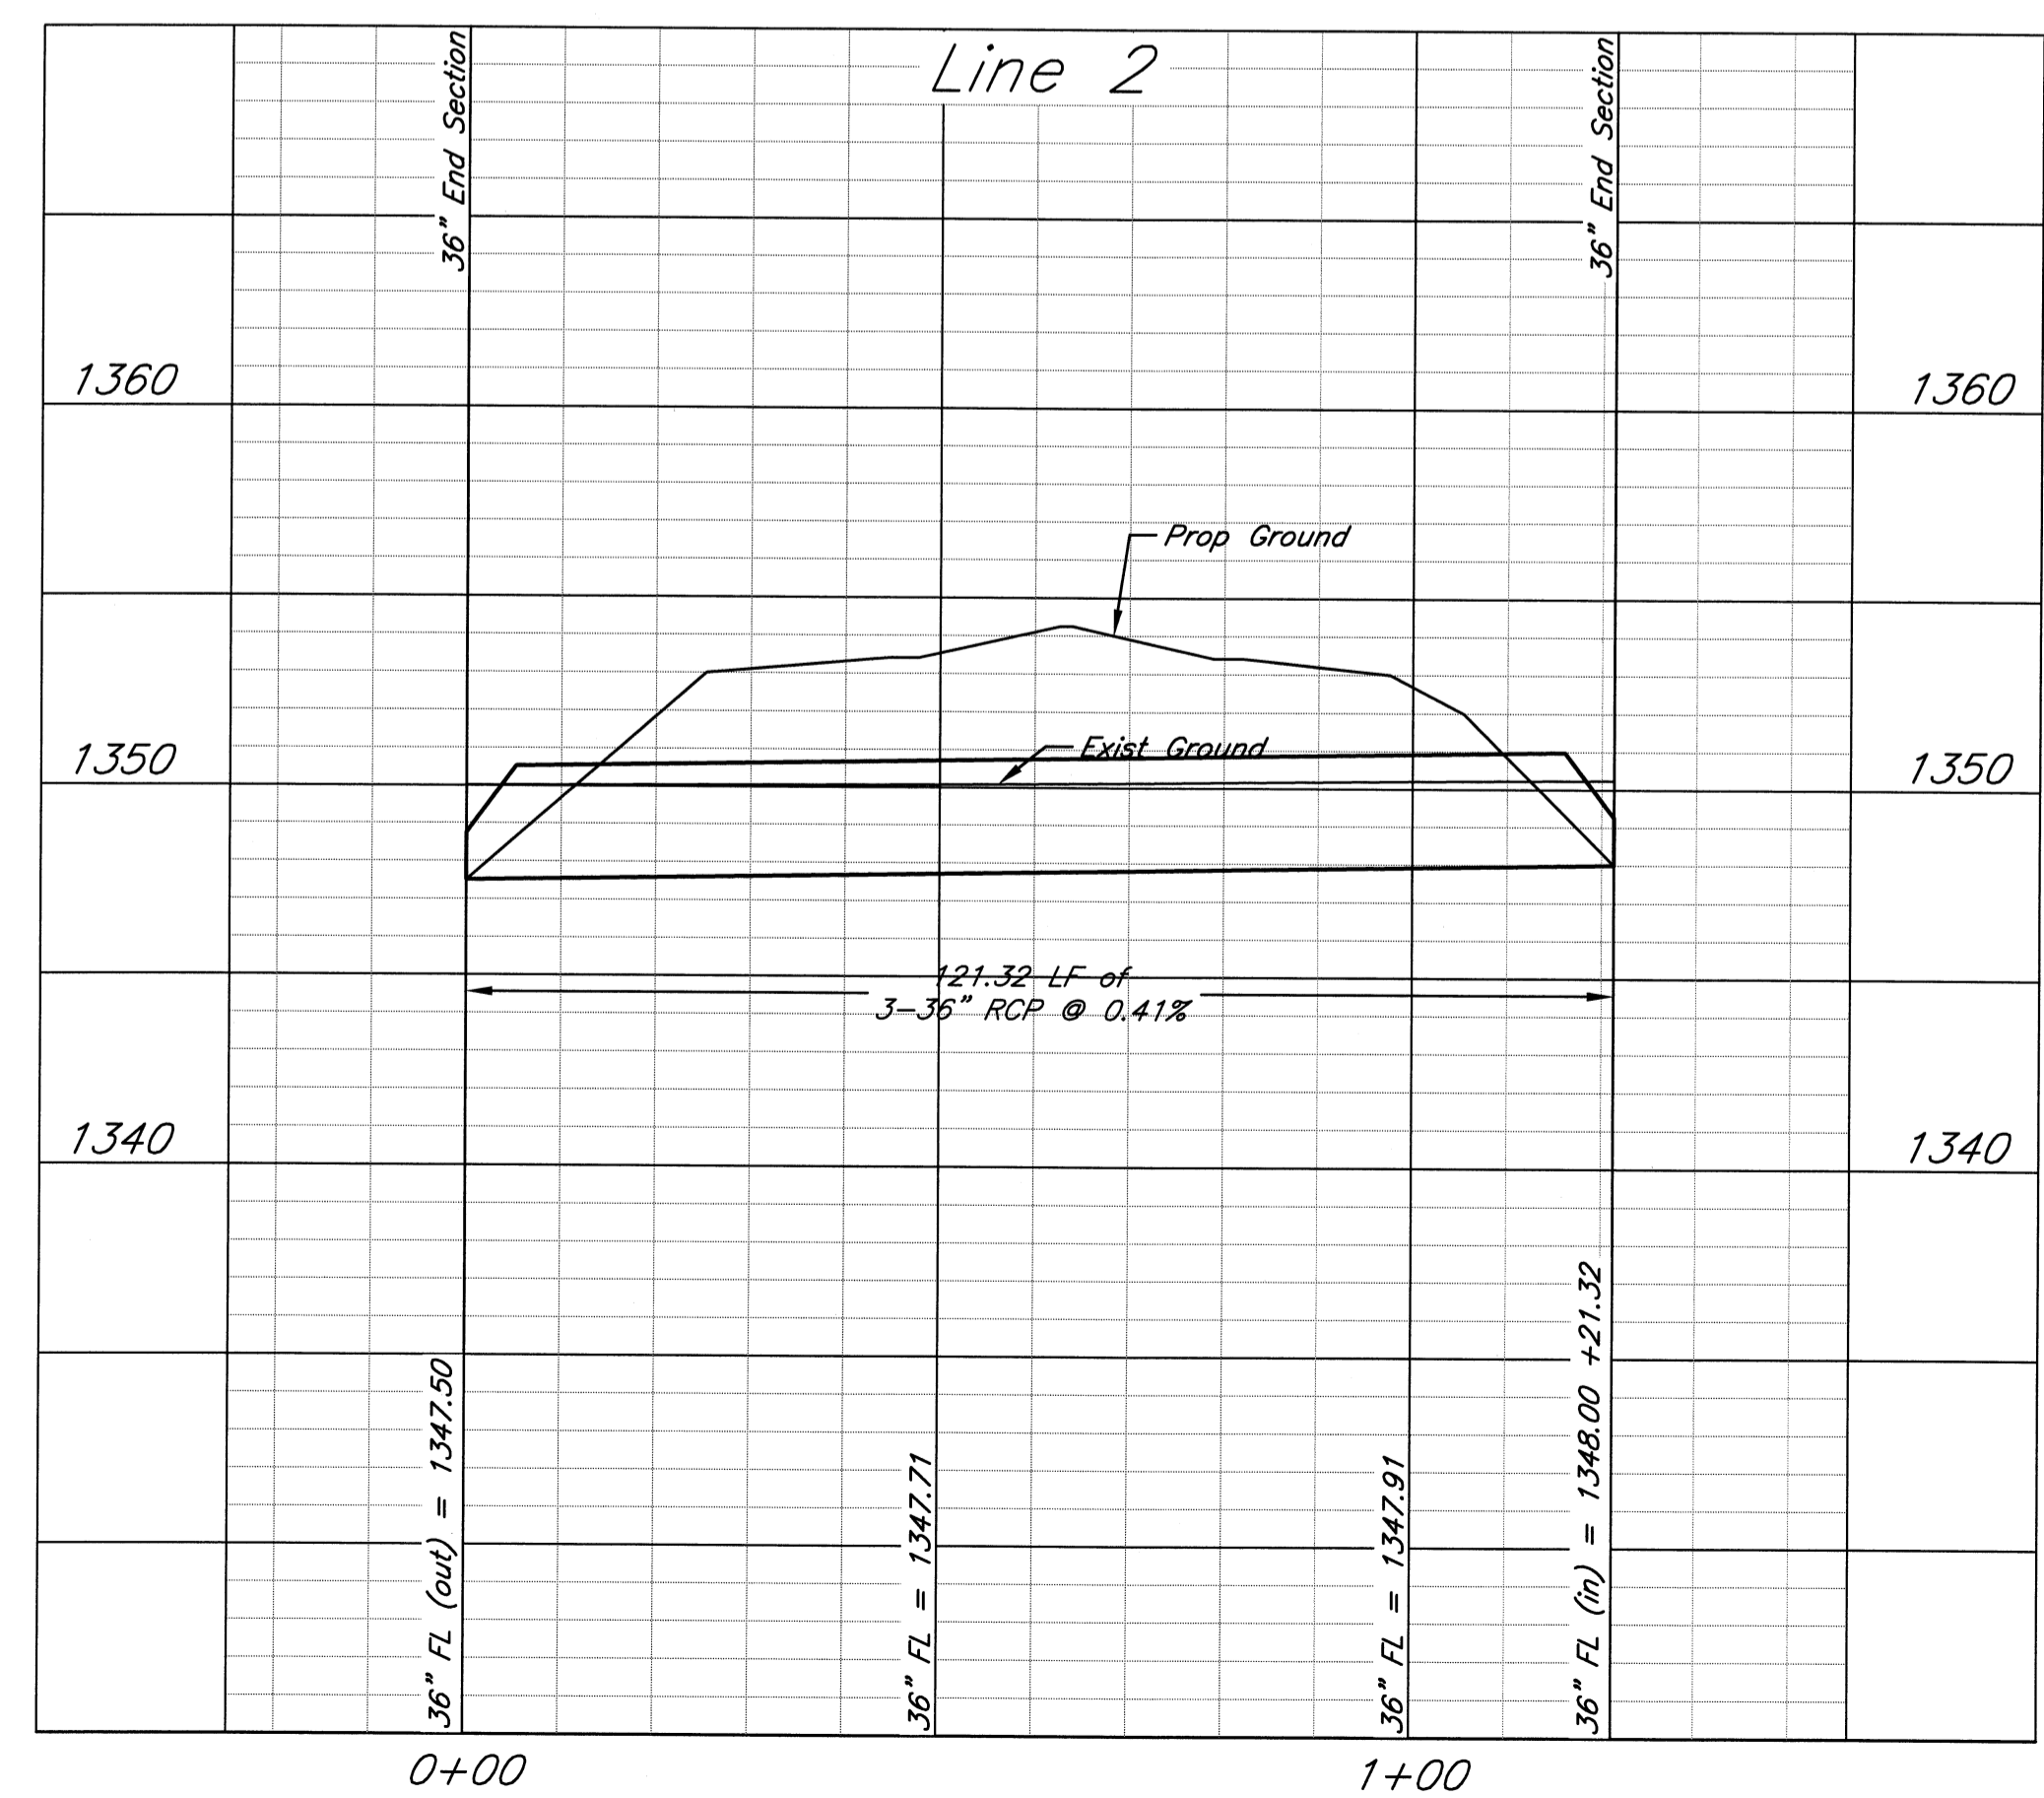 Line 2
36" End Section
36" End Section
1360
1360
Prop Ground
1350
Exist Ground
1350
121.32 LF of
3-36" RCP @ 0.41%
1340
1340
36" FL (out) = 1347.50
36" FL = 1347.71
36" FL = 1347.91
36" FL (in) = 1348.00 +21.32
0+00
1+00